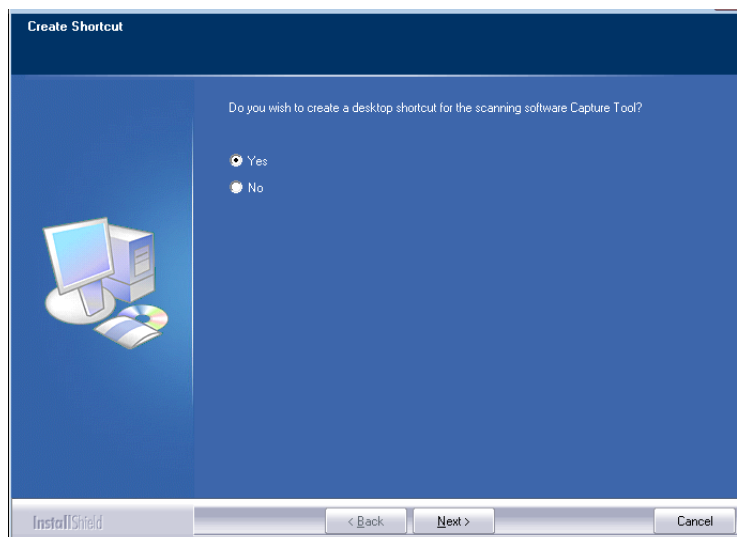 Create Shortcut
Do you wish to create a desktop shortcut for the scanning software Capture Tool?
Yes
No
InstallShield
< Back
Next >
Cancel